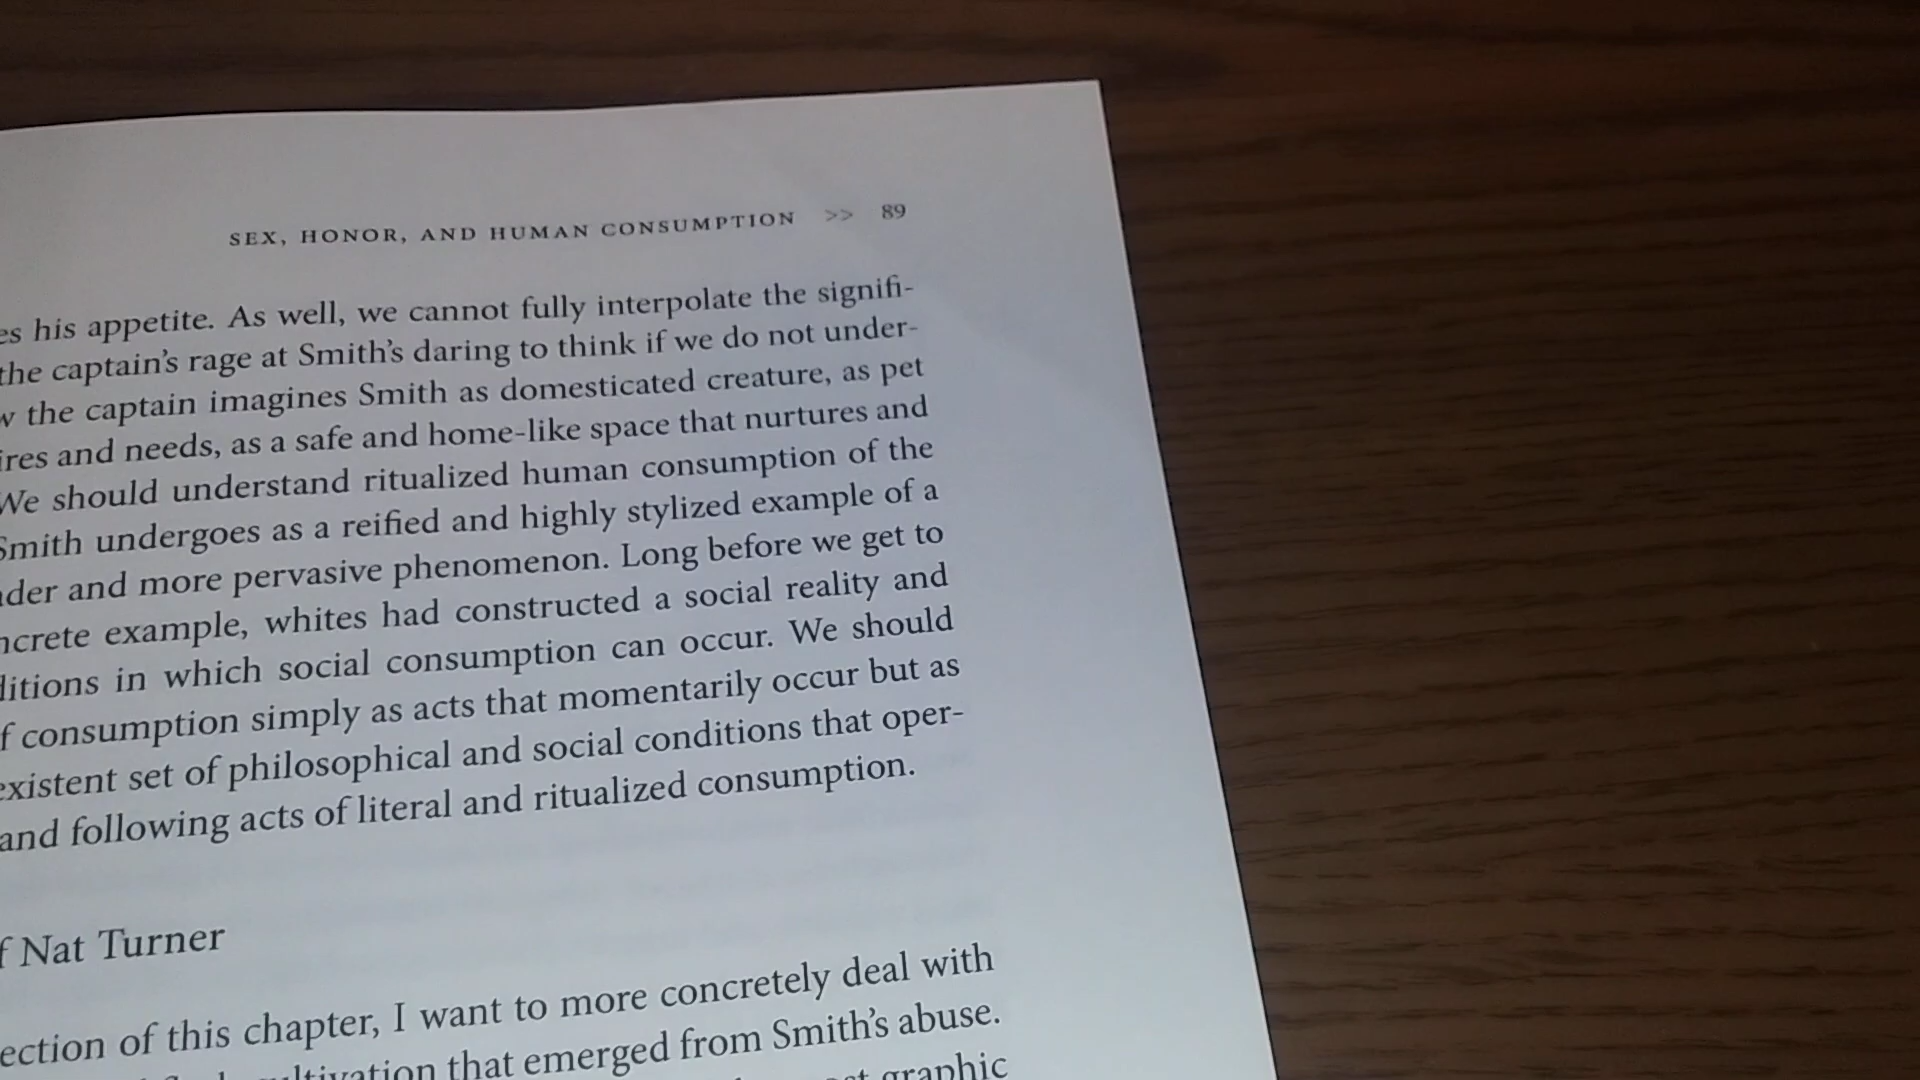 SEX, HONOR, AND HUMAN CONSUMPTION >> 89
es his appetite. As well, we cannot fully interpolate the signifi-
the captain's rage at Smith's daring to think if we do not under-
w the captain imagines Smith as domesticated creature, as pet
ires and needs, as a safe and home-like space that nurtures and
We should understand ritualized human consumption of the
Smith undergoes as a reified and highly stylized example of a
der and more pervasive phenomenon. Long before we get to
ncrete example, whites had constructed a social reality and
ditions in which social consumption can occur. We should
f consumption simply as acts that momentarily occur but as
existent set of philosophical and social conditions that oper-
and following acts of literal and ritualized consumption.
f Nat Turner
ection of this chapter, I want to more concretely deal with
ltivation that emerged from Smith's abuse.
graphic